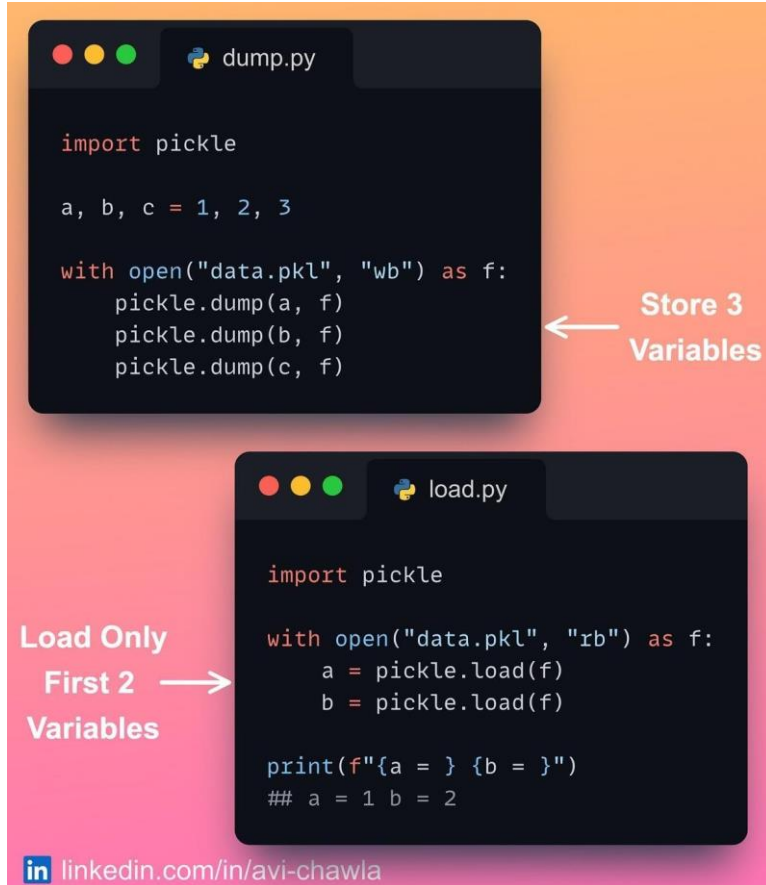 dump.py
import pickle
a, b, c = 1, 2, 3
with open("data.pkl", "wb") as f:
    pickle.dump(a, f)
    pickle.dump(b, f)
    pickle.dump(c, f)
Store 3
Variables
load.py
import pickle
with open("data.pkl", "rb") as f:
    a = pickle.load(f)
    b = pickle.load(f)
print(f"{a = } {b = }")
## a = 1 b = 2
Load Only
First 2
Variables
in linkedin.com/in/avi-chawla